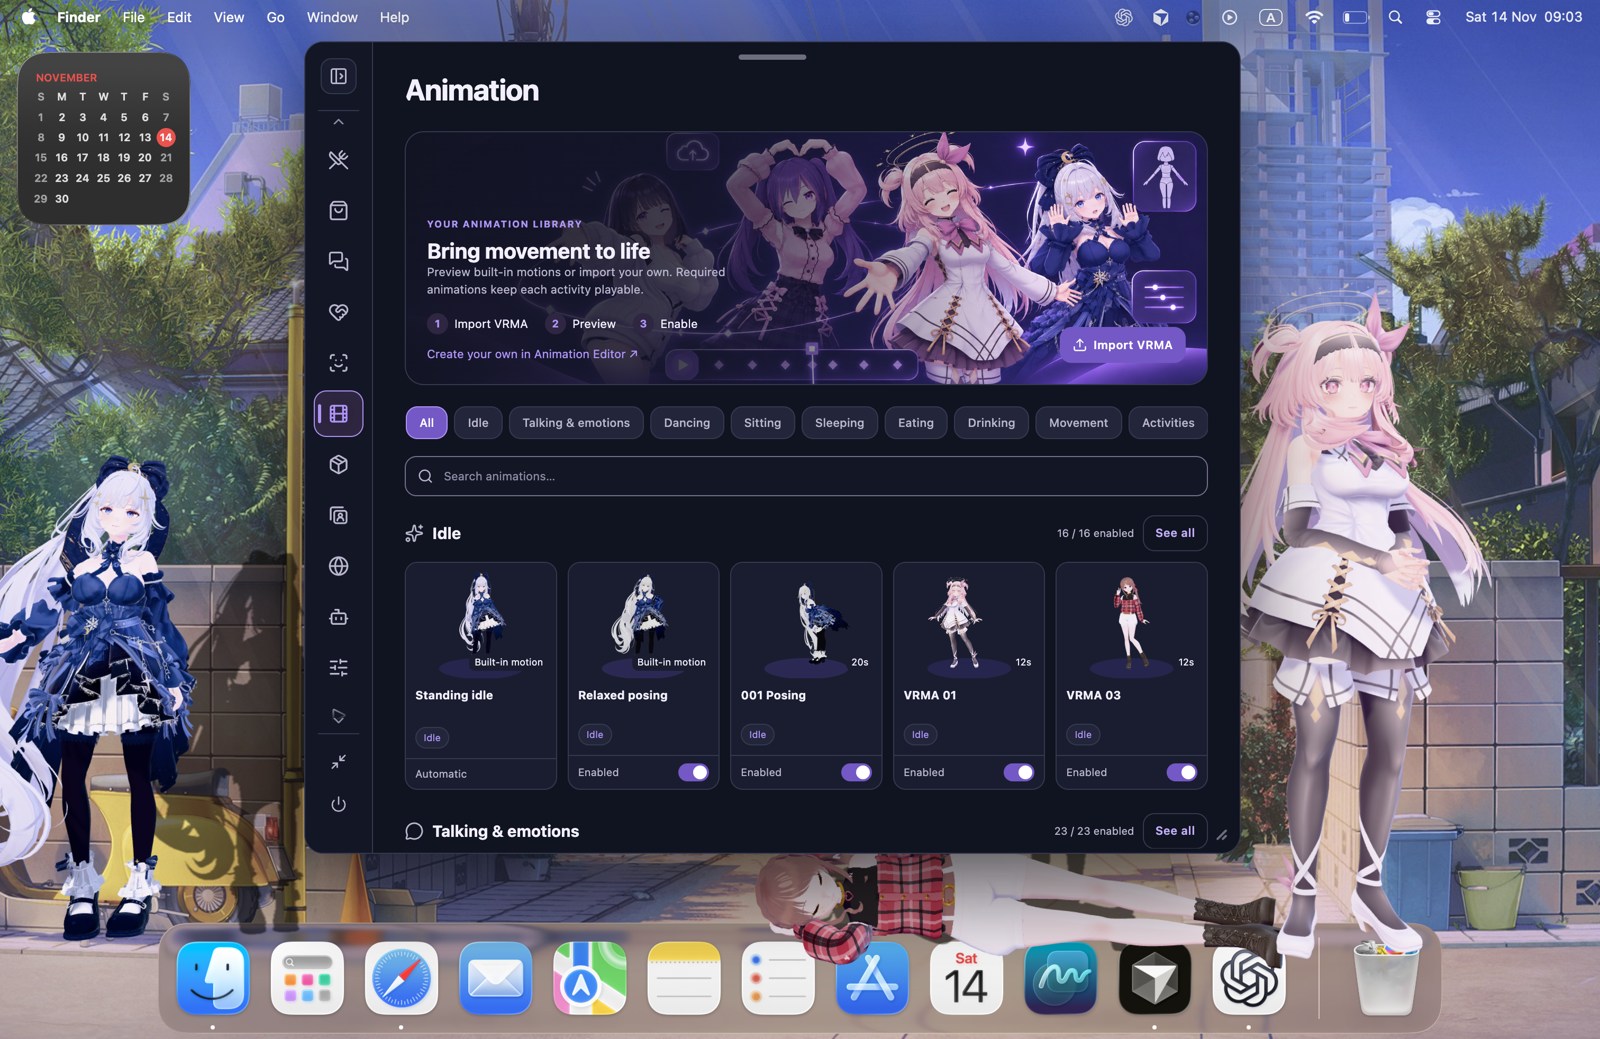 Finder File Edit View Go Window Help
A
Sat 14 Nov 09:03
NOVEMBER
S M T W T F S
1 2 3 4 5 6 7
8 9 10 11 12 13 14
15 16 17 18 19 20 21
22 23 24 25 26 27 28
29 30
Animation
YOUR ANIMATION LIBRARY
Bring movement to life
Preview built-in motions or import your own. Required
animations keep each activity playable.
1 Import VRMA 2 Preview 3 Enable
Create your own in Animation Editor ↗
Import VRMA
All Idle Talking & emotions Dancing Sitting Sleeping Eating Drinking Movement Activities
Search animations...
Idle 16 / 16 enabled See all
Built-in motion Built-in motion 20s 12s 12s
Standing idle Relaxed posing 001 Posing VRMA 01 VRMA 03
Idle Idle Idle Idle Idle
Automatic Enabled Enabled Enabled Enabled
Talking & emotions 23 / 23 enabled See all
Sat
14